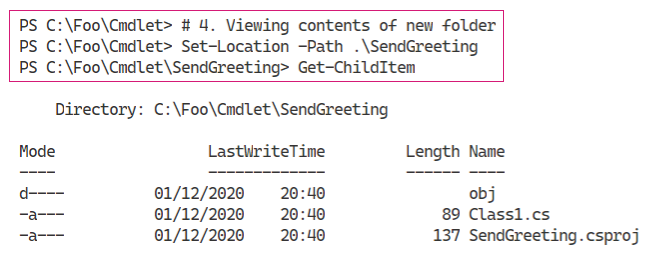 PS C:\Foo\Cmdlet> # 4. Viewing contents of new folder
PS C:\Foo\Cmdlet> Set-Location -Path .\SendGreeting
PS C:\Foo\Cmdlet\SendGreeting> Get-ChildItem
Directory: C:\Foo\Cmdlet\SendGreeting
Mode LastWriteTime Length Name
---- ------------- ------ ----
d---- 01/12/2020 20:40 obj
-a--- 01/12/2020 20:40 89 Class1.cs
-a--- 01/12/2020 20:40 137 SendGreeting.csproj